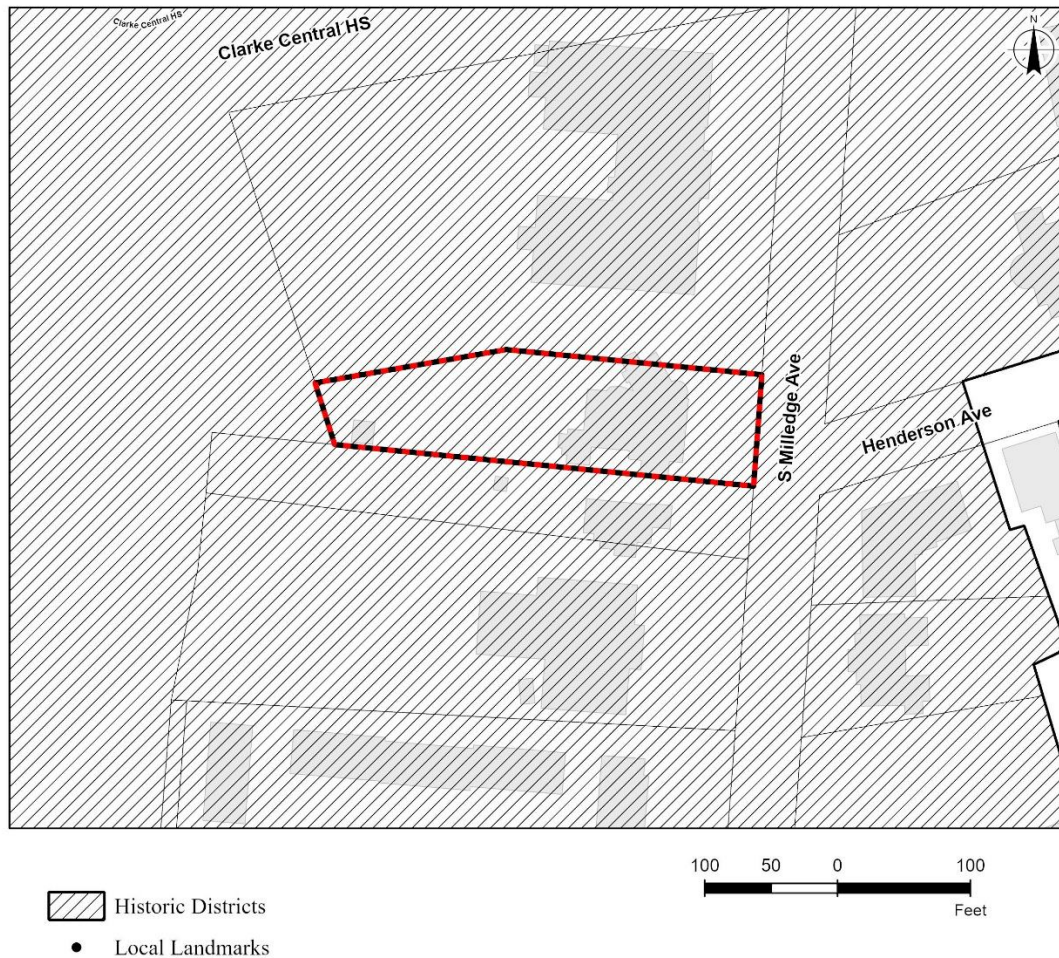 Clarke Central HS
Clarke Central HS
N
S Milledge Ave
Henderson Ave
100 50 0 100
Feet
Historic Districts
Local Landmarks